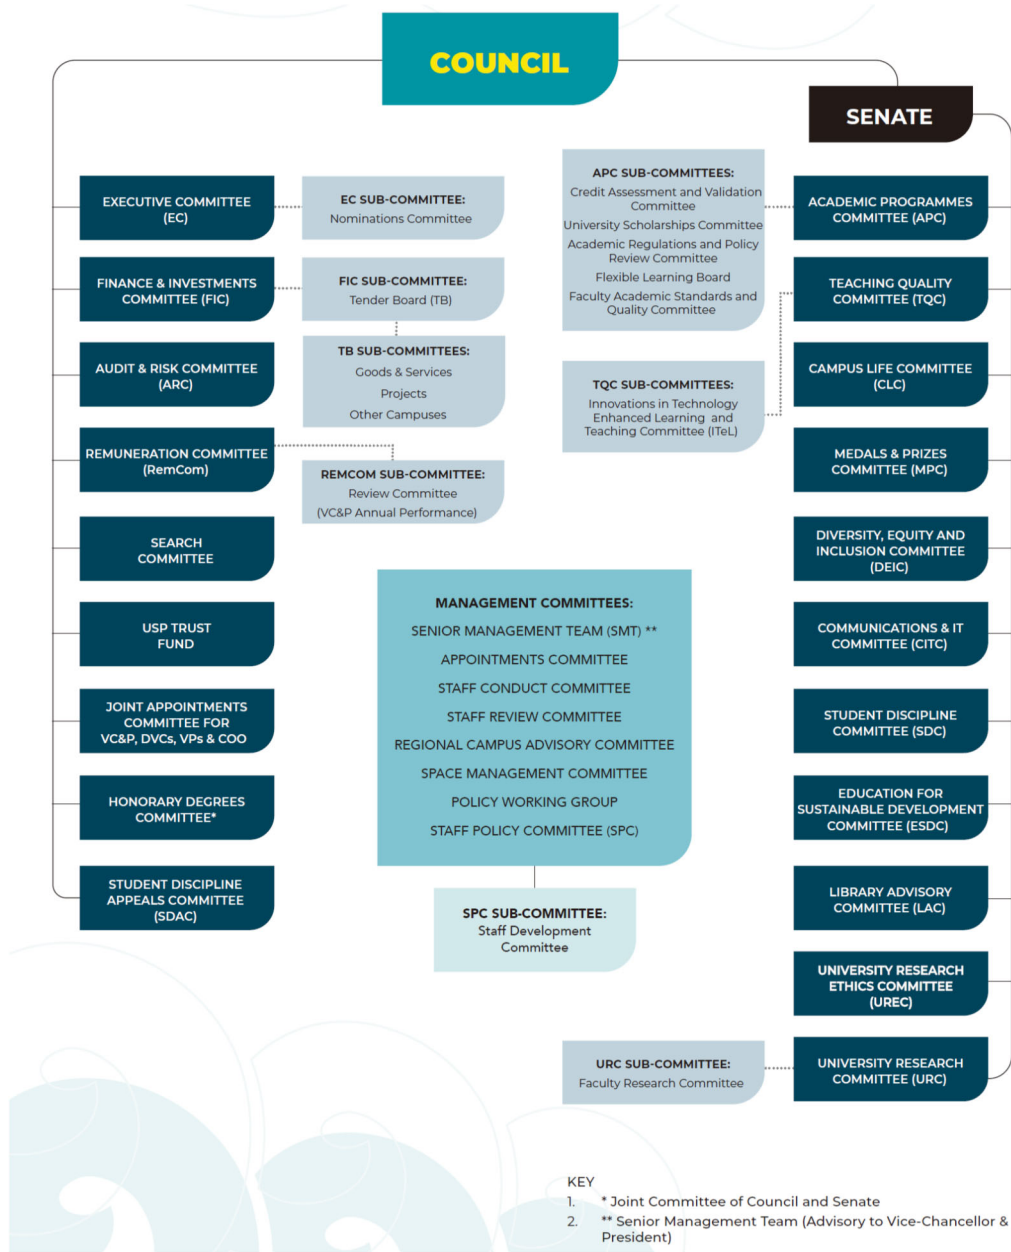 COUNCIL
SENATE
EXECUTIVE COMMITTEE
(EC)
EC SUB-COMMITTEE:
Nominations Committee
FINANCE & INVESTMENTS
COMMITTEE (FIC)
FIC SUB-COMMITTEE:
Tender Board (TB)
TB SUB-COMMITTEES:
Goods & Services
Projects
Other Campuses
AUDIT & RISK COMMITTEE
(ARC)
REMUNERATION COMMITTEE
(RemCom)
REMCOM SUB-COMMITTEE:
Review Committee
(VC&P Annual Performance)
SEARCH
COMMITTEE
USP TRUST
FUND
JOINT APPOINTMENTS
COMMITTEE FOR
VC&P, DVCs, VPs & COO
HONORARY DEGREES
COMMITTEE*
STUDENT DISCIPLINE
APPEALS COMMITTEE
(SDAC)
MANAGEMENT COMMITTEES:
SENIOR MANAGEMENT TEAM (SMT) **
APPOINTMENTS COMMITTEE
STAFF CONDUCT COMMITTEE
STAFF REVIEW COMMITTEE
REGIONAL CAMPUS ADVISORY COMMITTEE
SPACE MANAGEMENT COMMITTEE
POLICY WORKING GROUP
STAFF POLICY COMMITTEE (SPC)
SPC SUB-COMMITTEE:
Staff Development
Committee
APC SUB-COMMITTEES:
Credit Assessment and Validation
Committee
University Scholarships Committee
Academic Regulations and Policy
Review Committee
Flexible Learning Board
Faculty Academic Standards and
Quality Committee
TQC SUB-COMMITTEES:
Innovations in Technology
Enhanced Learning and
Teaching Committee (ITeL)
ACADEMIC PROGRAMMES
COMMITTEE (APC)
TEACHING QUALITY
COMMITTEE (TQC)
CAMPUS LIFE COMMITTEE
(CLC)
MEDALS & PRIZES
COMMITTEE (MPC)
DIVERSITY, EQUITY AND
INCLUSION COMMITTEE
(DEIC)
COMMUNICATIONS & IT
COMMITTEE (CITC)
STUDENT DISCIPLINE
COMMITTEE (SDC)
EDUCATION FOR
SUSTAINABLE DEVELOPMENT
COMMITTEE (ESDC)
LIBRARY ADVISORY
COMMITTEE (LAC)
UNIVERSITY RESEARCH
ETHICS COMMITTEE
(UREC)
URC SUB-COMMITTEE:
Faculty Research Committee
UNIVERSITY RESEARCH
COMMITTEE (URC)
KEY
1. * Joint Committee of Council and Senate
2. ** Senior Management Team (Advisory to Vice-Chancellor &
President)